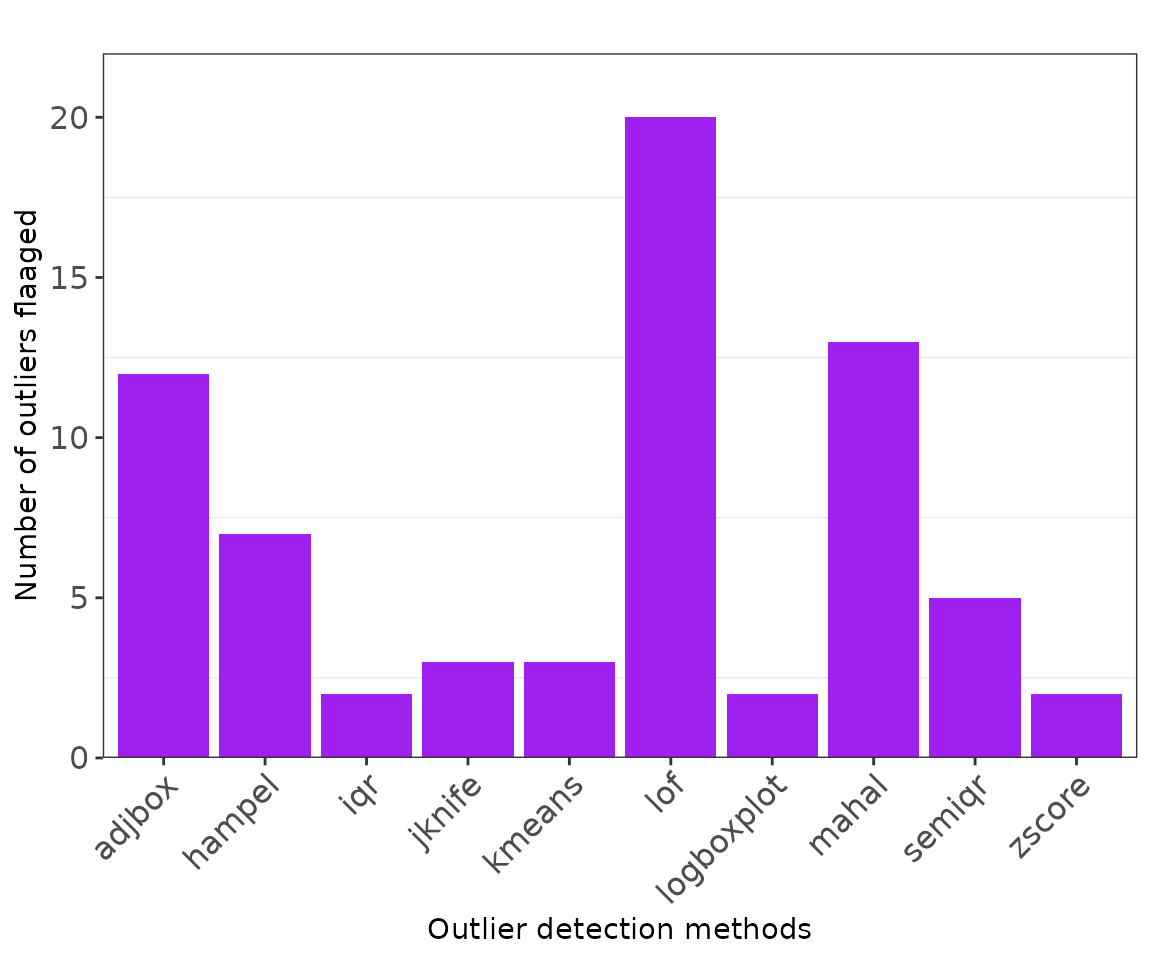 Number of outliers flaaged
20
15
10
5
0
adjbox
hampel
iqr
jknife
kmeans
lof
logboxplot
mahal
semiqr
zscore
Outlier detection methods